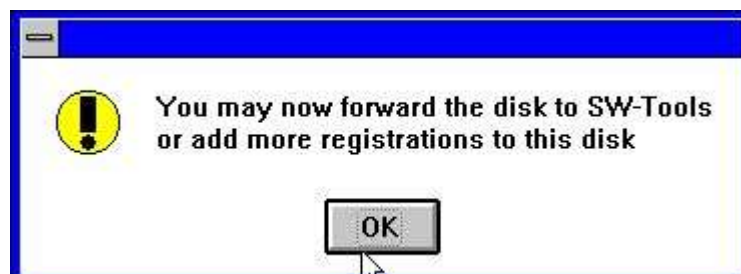 You may now forward the disk to SW-Tools
or add more registrations to this disk
OK